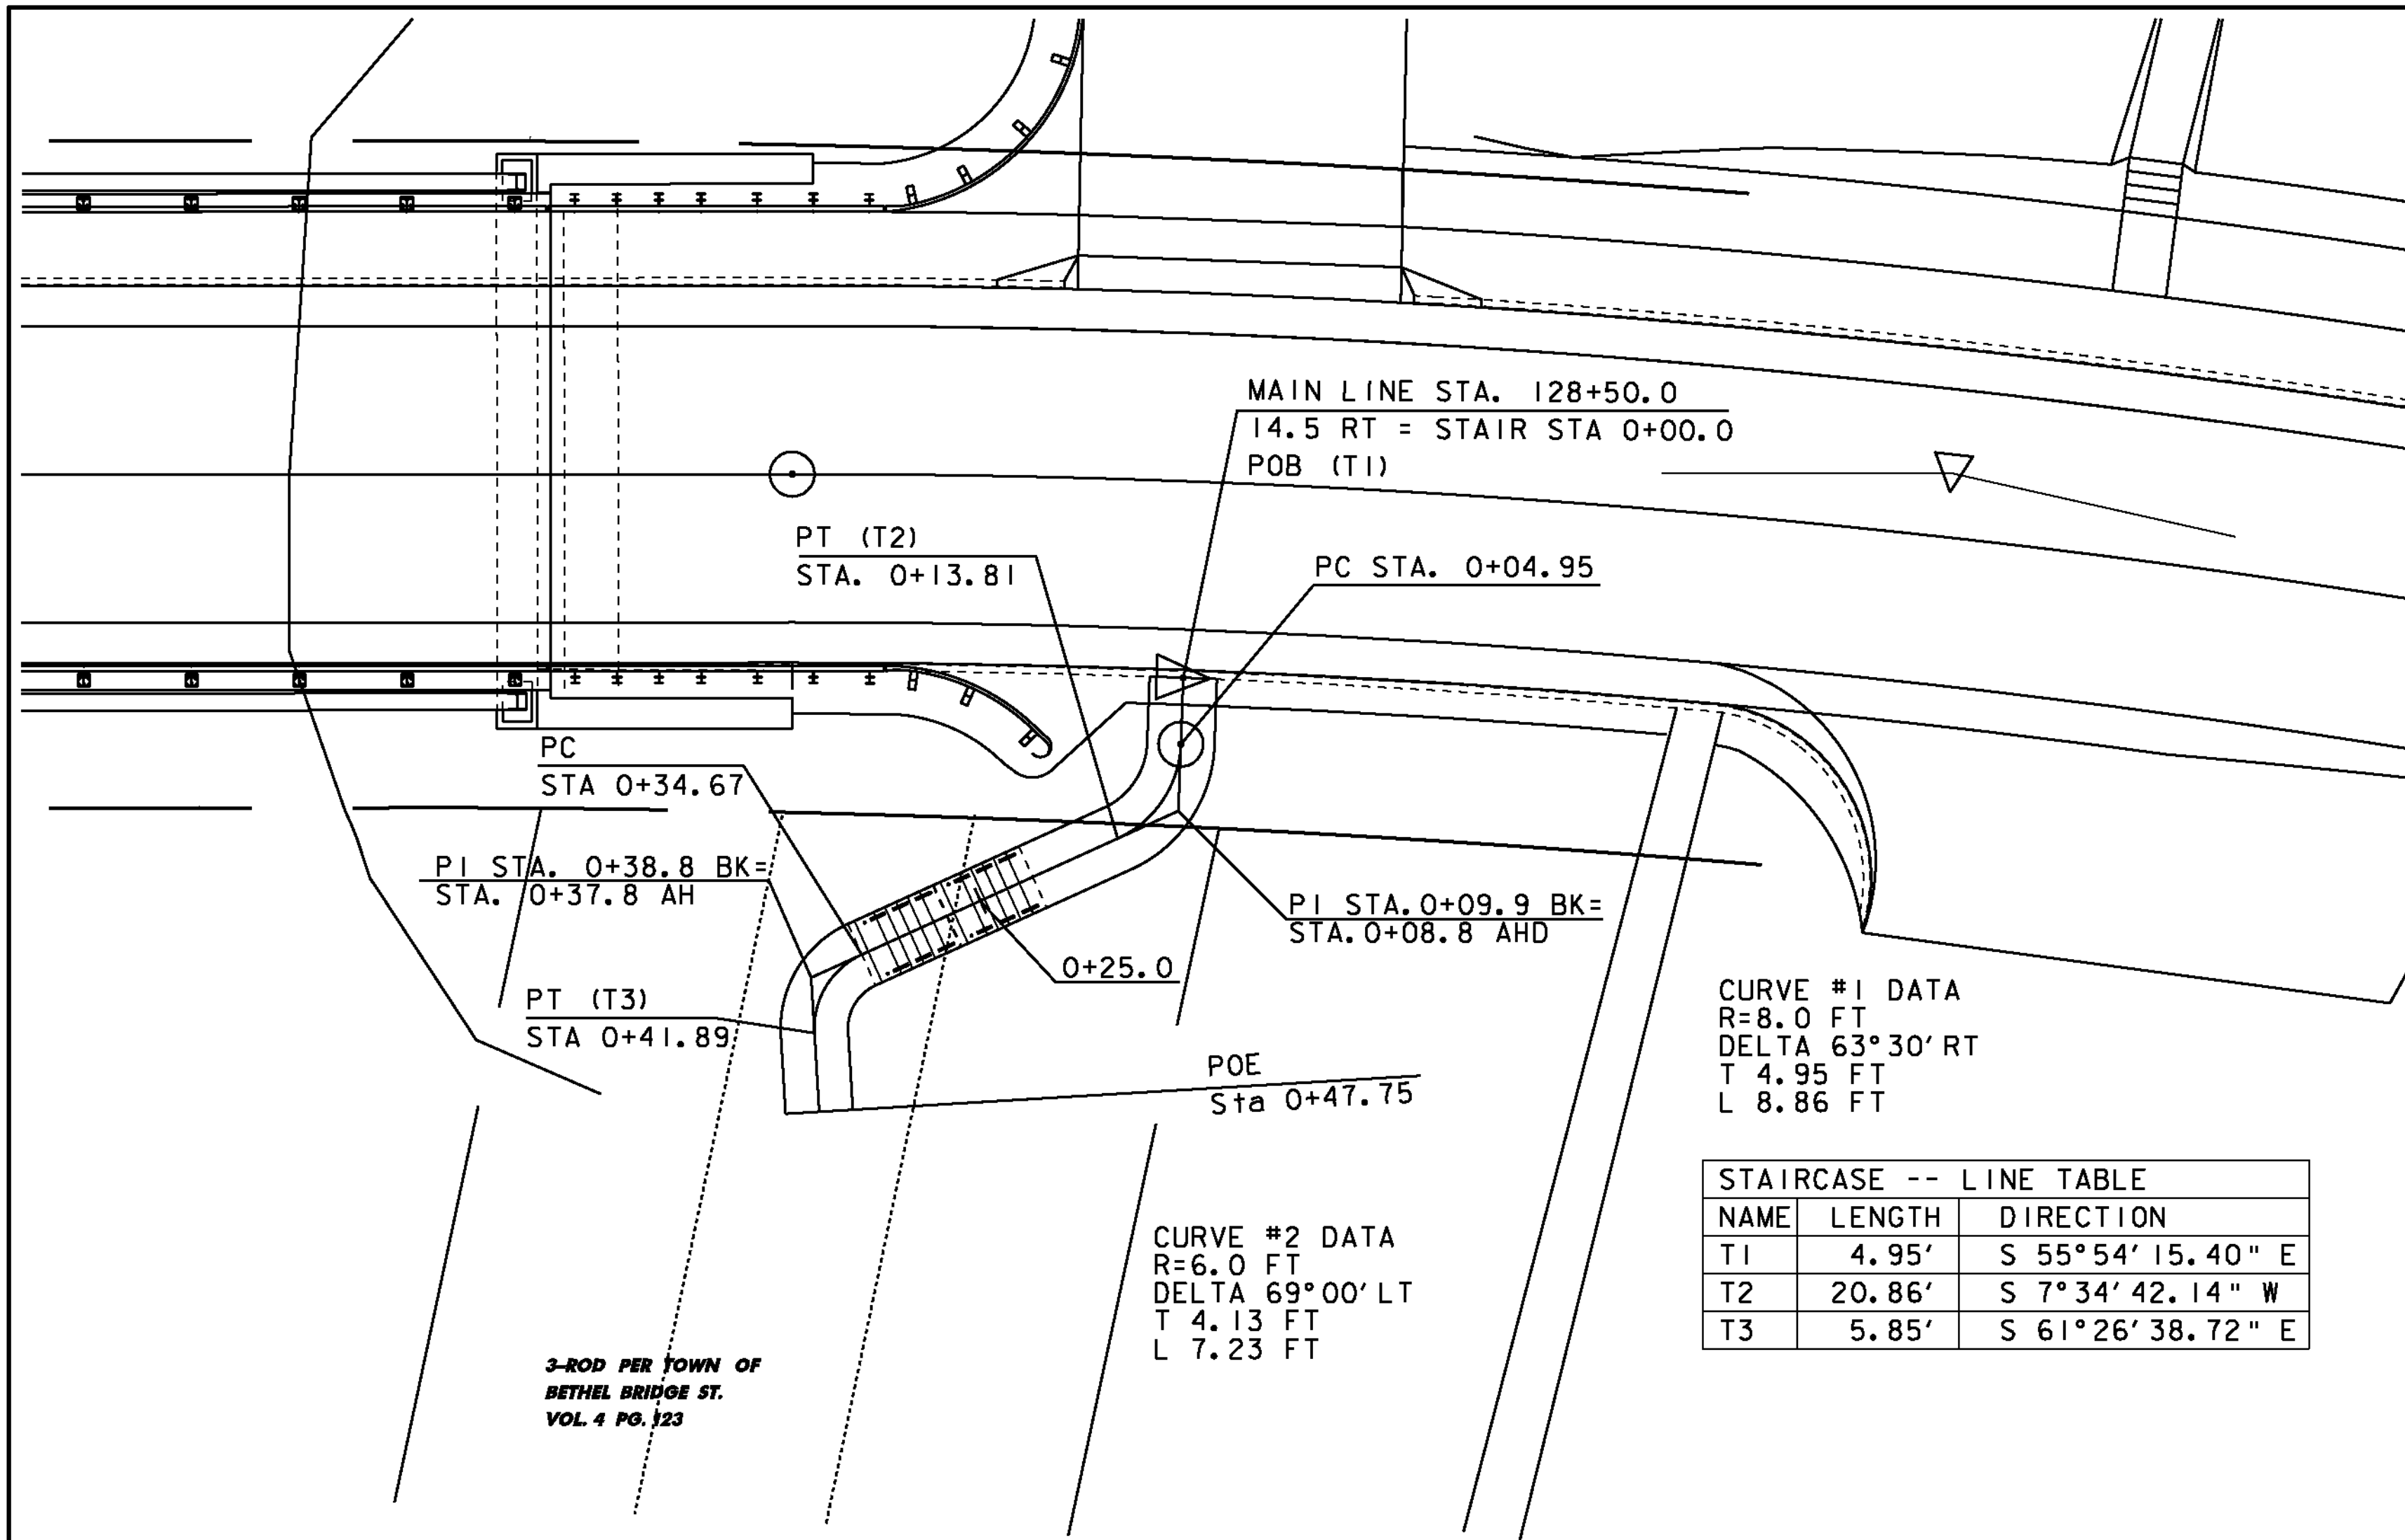 MAIN LINE STA. 128+50.0
14.5 RT = STAIR STA 0+00.0
POB (T1)
PT (T2)
STA. 0+13.81
PC STA. 0+04.95
PC
STA 0+34.67
PI STA. 0+38.8 BK=
STA. 0+37.8 AH
PI STA.0+09.9 BK=
STA.0+08.8 AHD
0+25.0
PT (T3)
STA 0+41.89
POE
Sta 0+47.75
CURVE #1 DATA
R=8.0 FT
DELTA 63°30' RT
T 4.95 FT
L 8.86 FT
STAIRCASE -- LINE TABLE
NAME LENGTH DIRECTION
T1 4.95' S 55°54'15.40" E
T2 20.86' S 7°34'42.14" W
T3 5.85' S 61°26'38.72" E
CURVE #2 DATA
R=6.0 FT
DELTA 69°00' LT
T 4.13 FT
L 7.23 FT
3-ROD PER TOWN OF
BETHEL BRIDGE ST.
VOL. 4 PG. 123